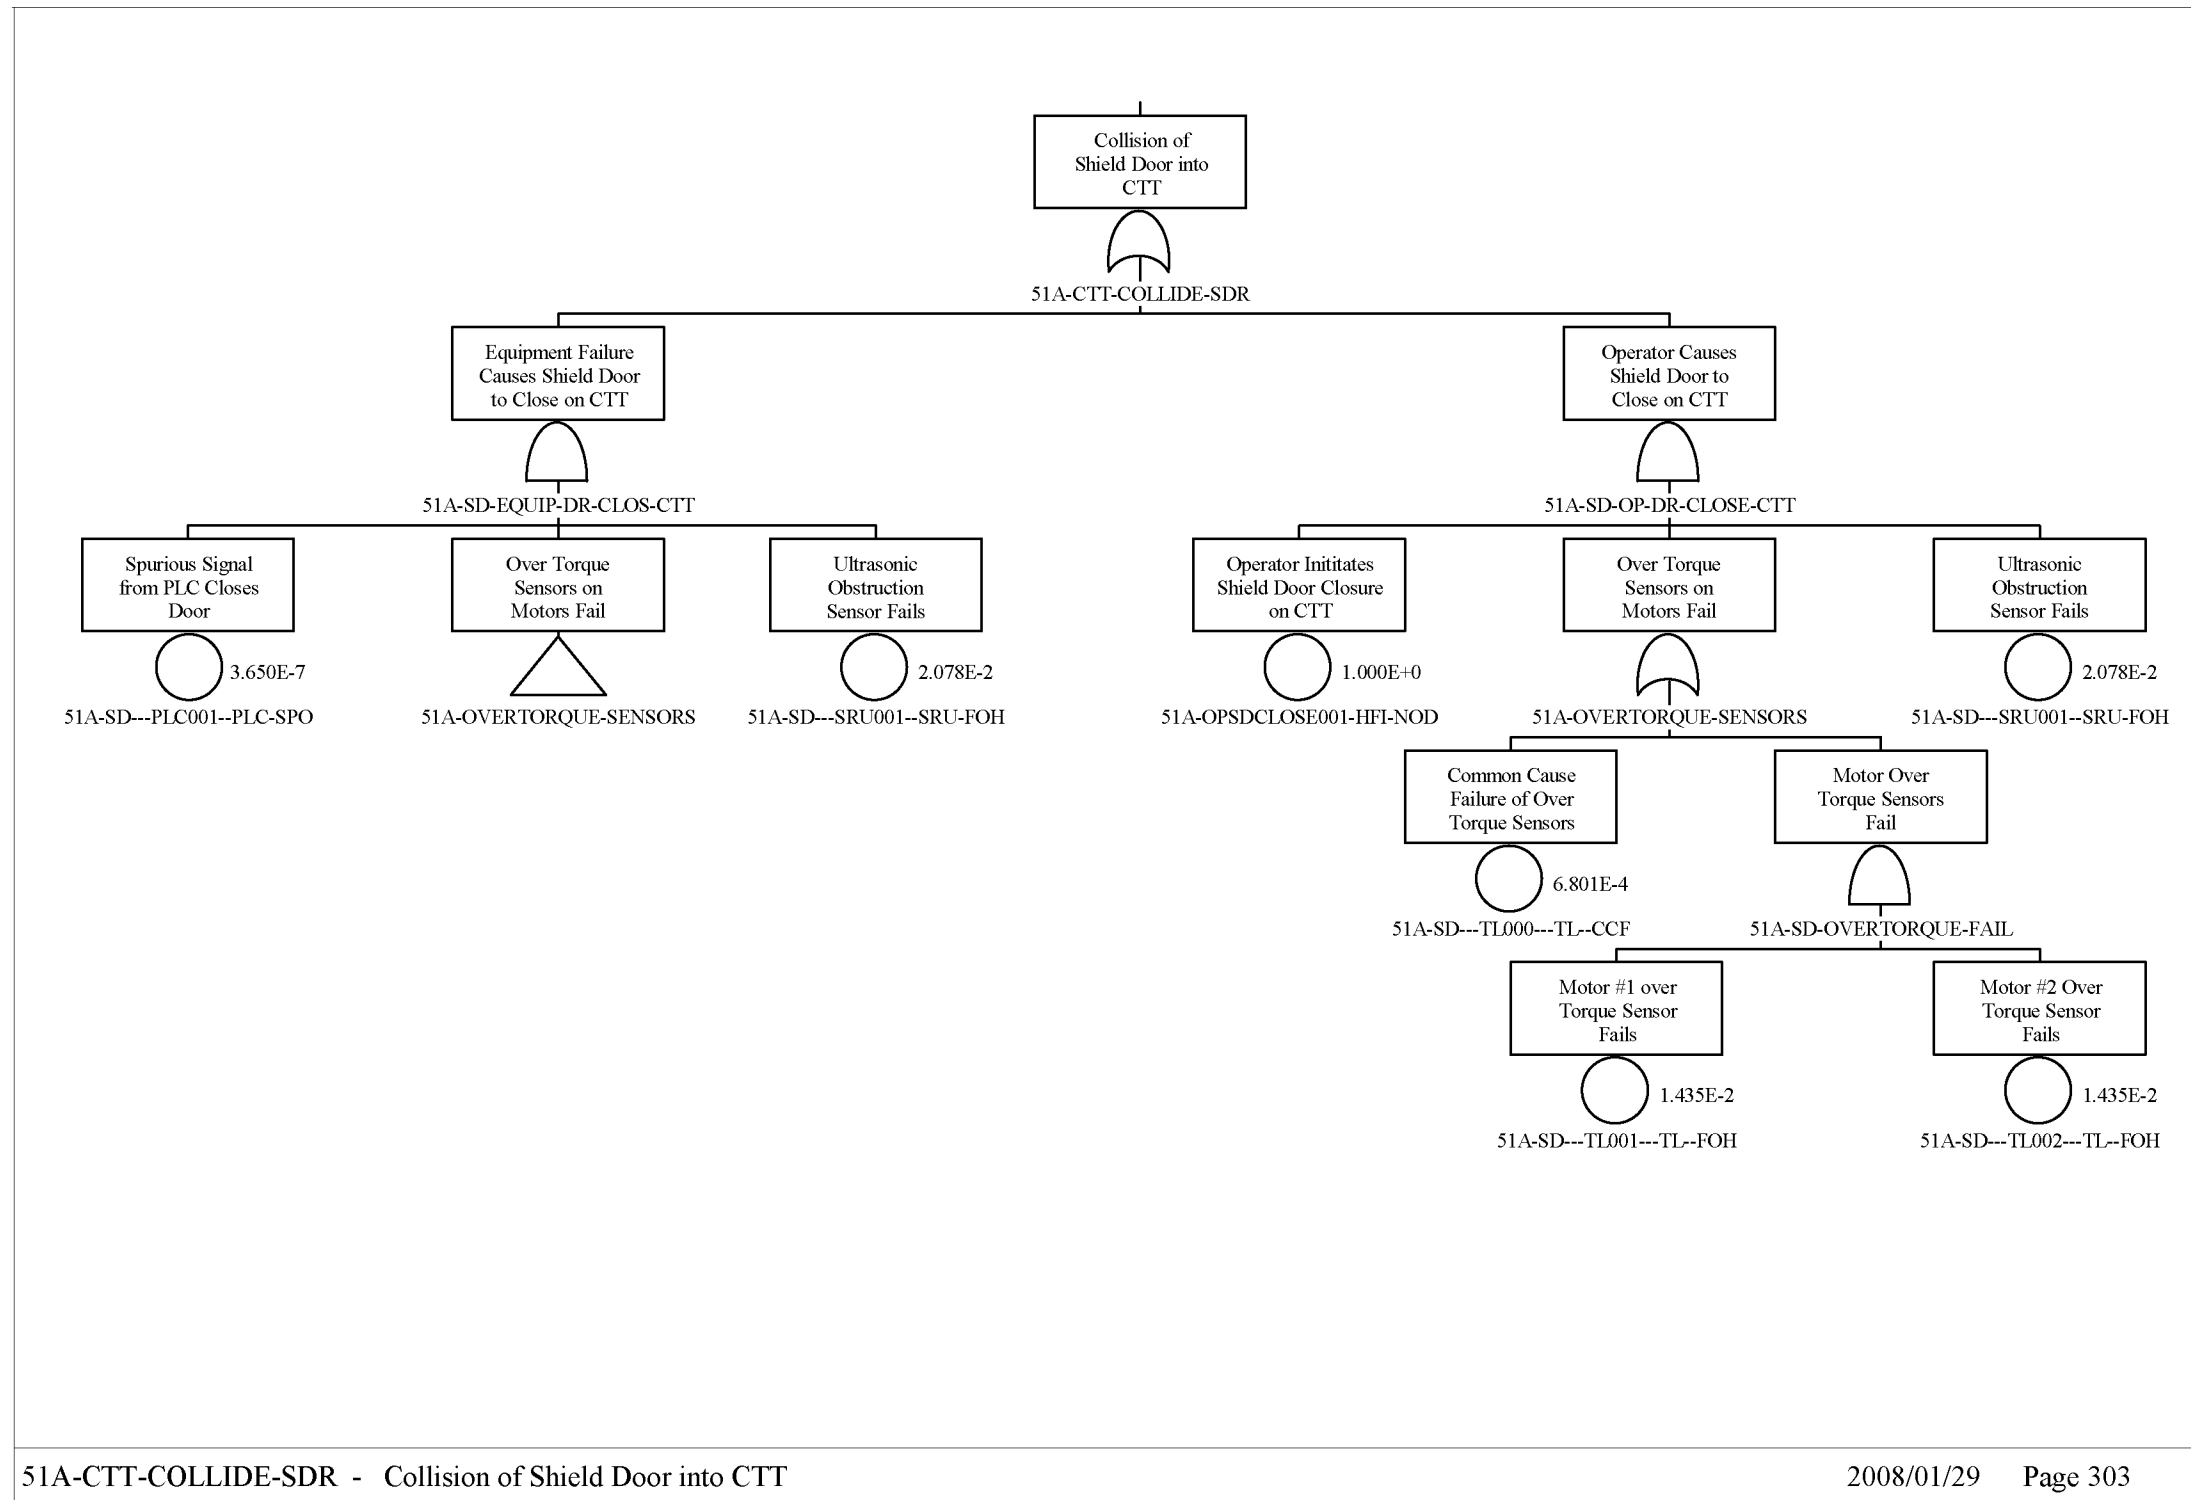 Collision of
Shield Door into
CTT
51A-CTT-COLLIDE-SDR
Equipment Failure
Causes Shield Door
to Close on CTT
51A-SD-EQUIP-DR-CLOS-CTT
Operator Causes
Shield Door to
Close on CTT
51A-SD-OP-DR-CLOSE-CTT
Spurious Signal
from PLC Closes
Door
3.650E-7
51A-SD---PLC001--PLC-SPO
Over Torque
Sensors on
Motors Fail
51A-OVERTORQUE-SENSORS
Ultrasonic
Obstruction
Sensor Fails
2.078E-2
51A-SD---SRU001--SRU-FOH
Operator Inititates
Shield Door Closure
on CTT
1.000E+0
51A-OPSDCLOSE001-HFI-NOD
Over Torque
Sensors on
Motors Fail
51A-OVERTORQUE-SENSORS
Ultrasonic
Obstruction
Sensor Fails
2.078E-2
51A-SD---SRU001--SRU-FOH
Common Cause
Failure of Over
Torque Sensors
6.801E-4
51A-SD---TL000---TL--CCF
Motor Over
Torque Sensors
Fail
51A-SD-OVERTORQUE-FAIL
Motor #1 over
Torque Sensor
Fails
1.435E-2
51A-SD---TL001---TL--FOH
Motor #2 Over
Torque Sensor
Fails
1.435E-2
51A-SD---TL002---TL--FOH
51A-CTT-COLLIDE-SDR - Collision of Shield Door into CTT
2008/01/29 Page 303